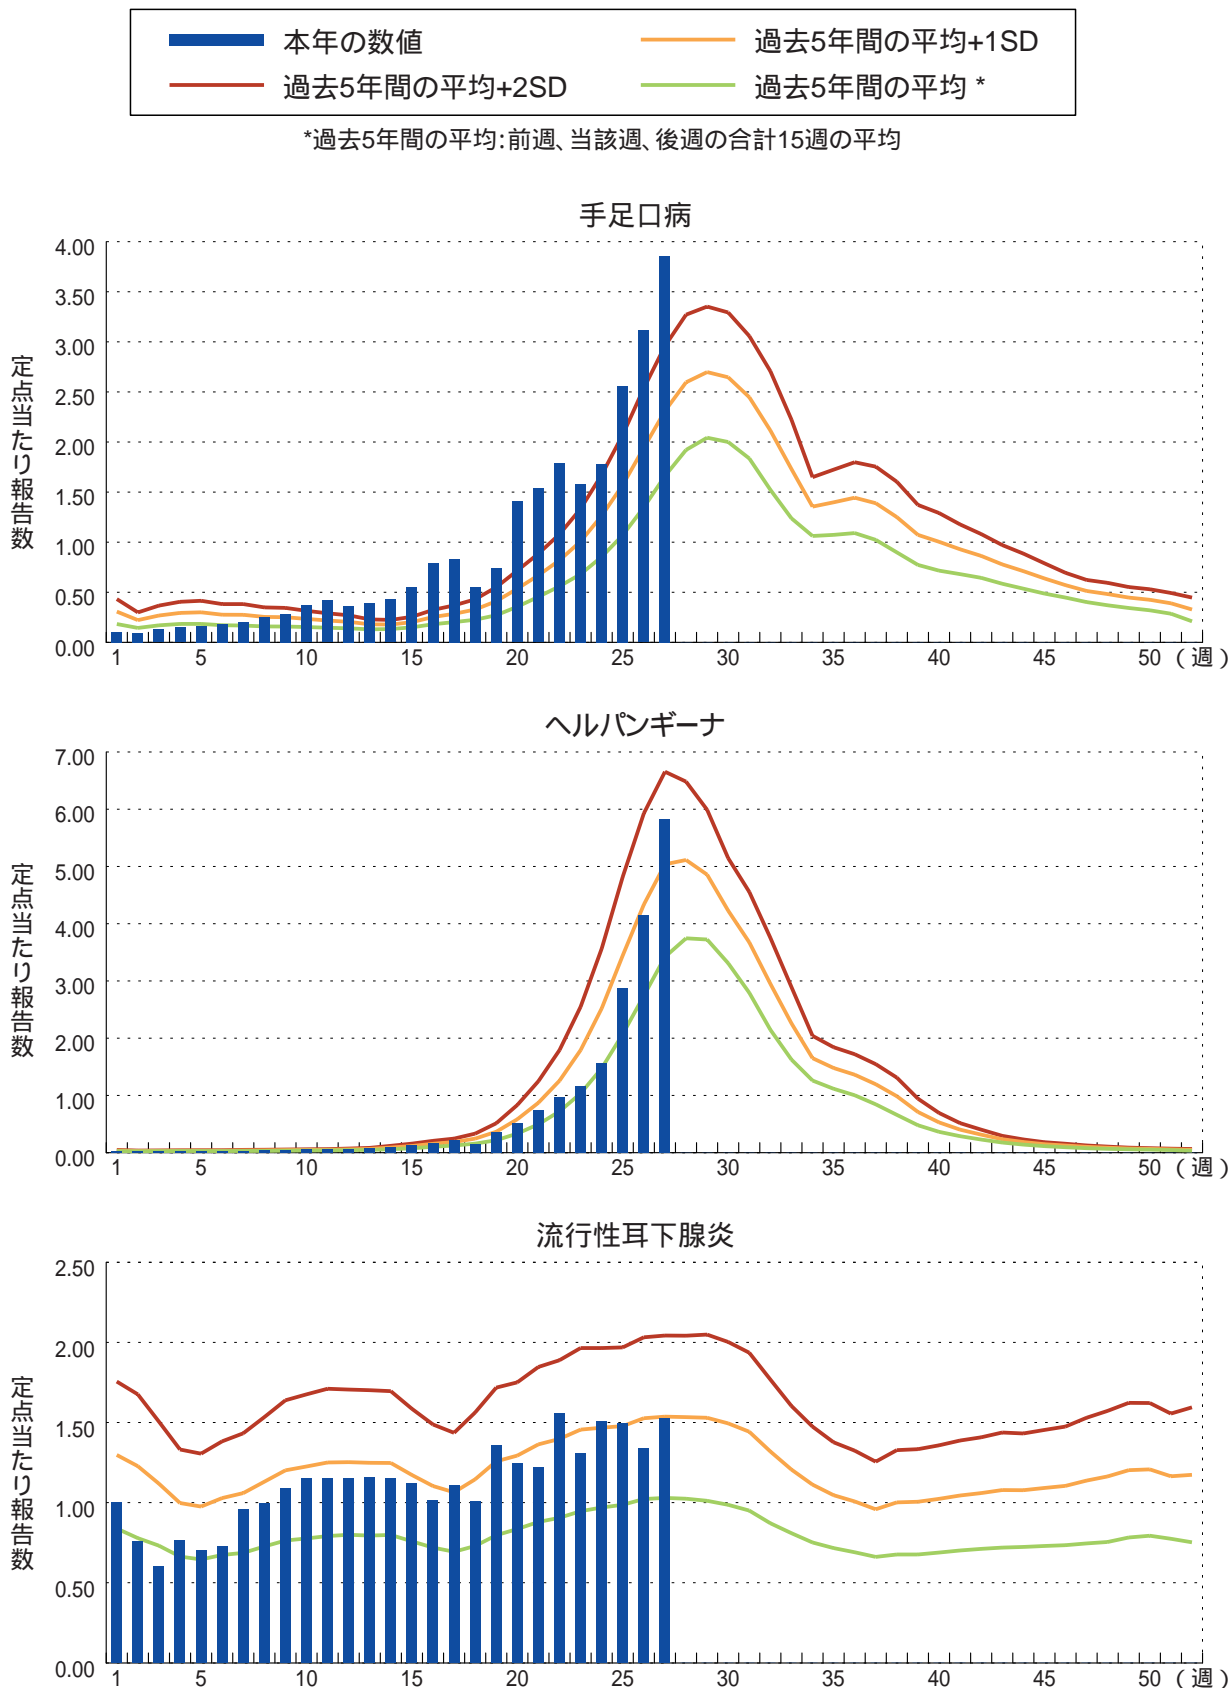 本年の数値
過去5年間の平均+1SD
過去5年間の平均+2SD
過去5年間の平均 *
*過去5年間の平均:前週、当該週、後週の合計15週の平均
手足口病
定点当たり報告数
4.00
3.50
3.00
2.50
2.00
1.50
1.00
0.50
0.00
1 5 10 15 20 25 30 35 40 45 50 (週)
ヘルパンギーナ
定点当たり報告数
7.00
6.00
5.00
4.00
3.00
2.00
1.00
0.00
1 5 10 15 20 25 30 35 40 45 50 (週)
流行性耳下腺炎
定点当たり報告数
2.50
2.00
1.50
1.00
0.50
0.00
1 5 10 15 20 25 30 35 40 45 50 (週)